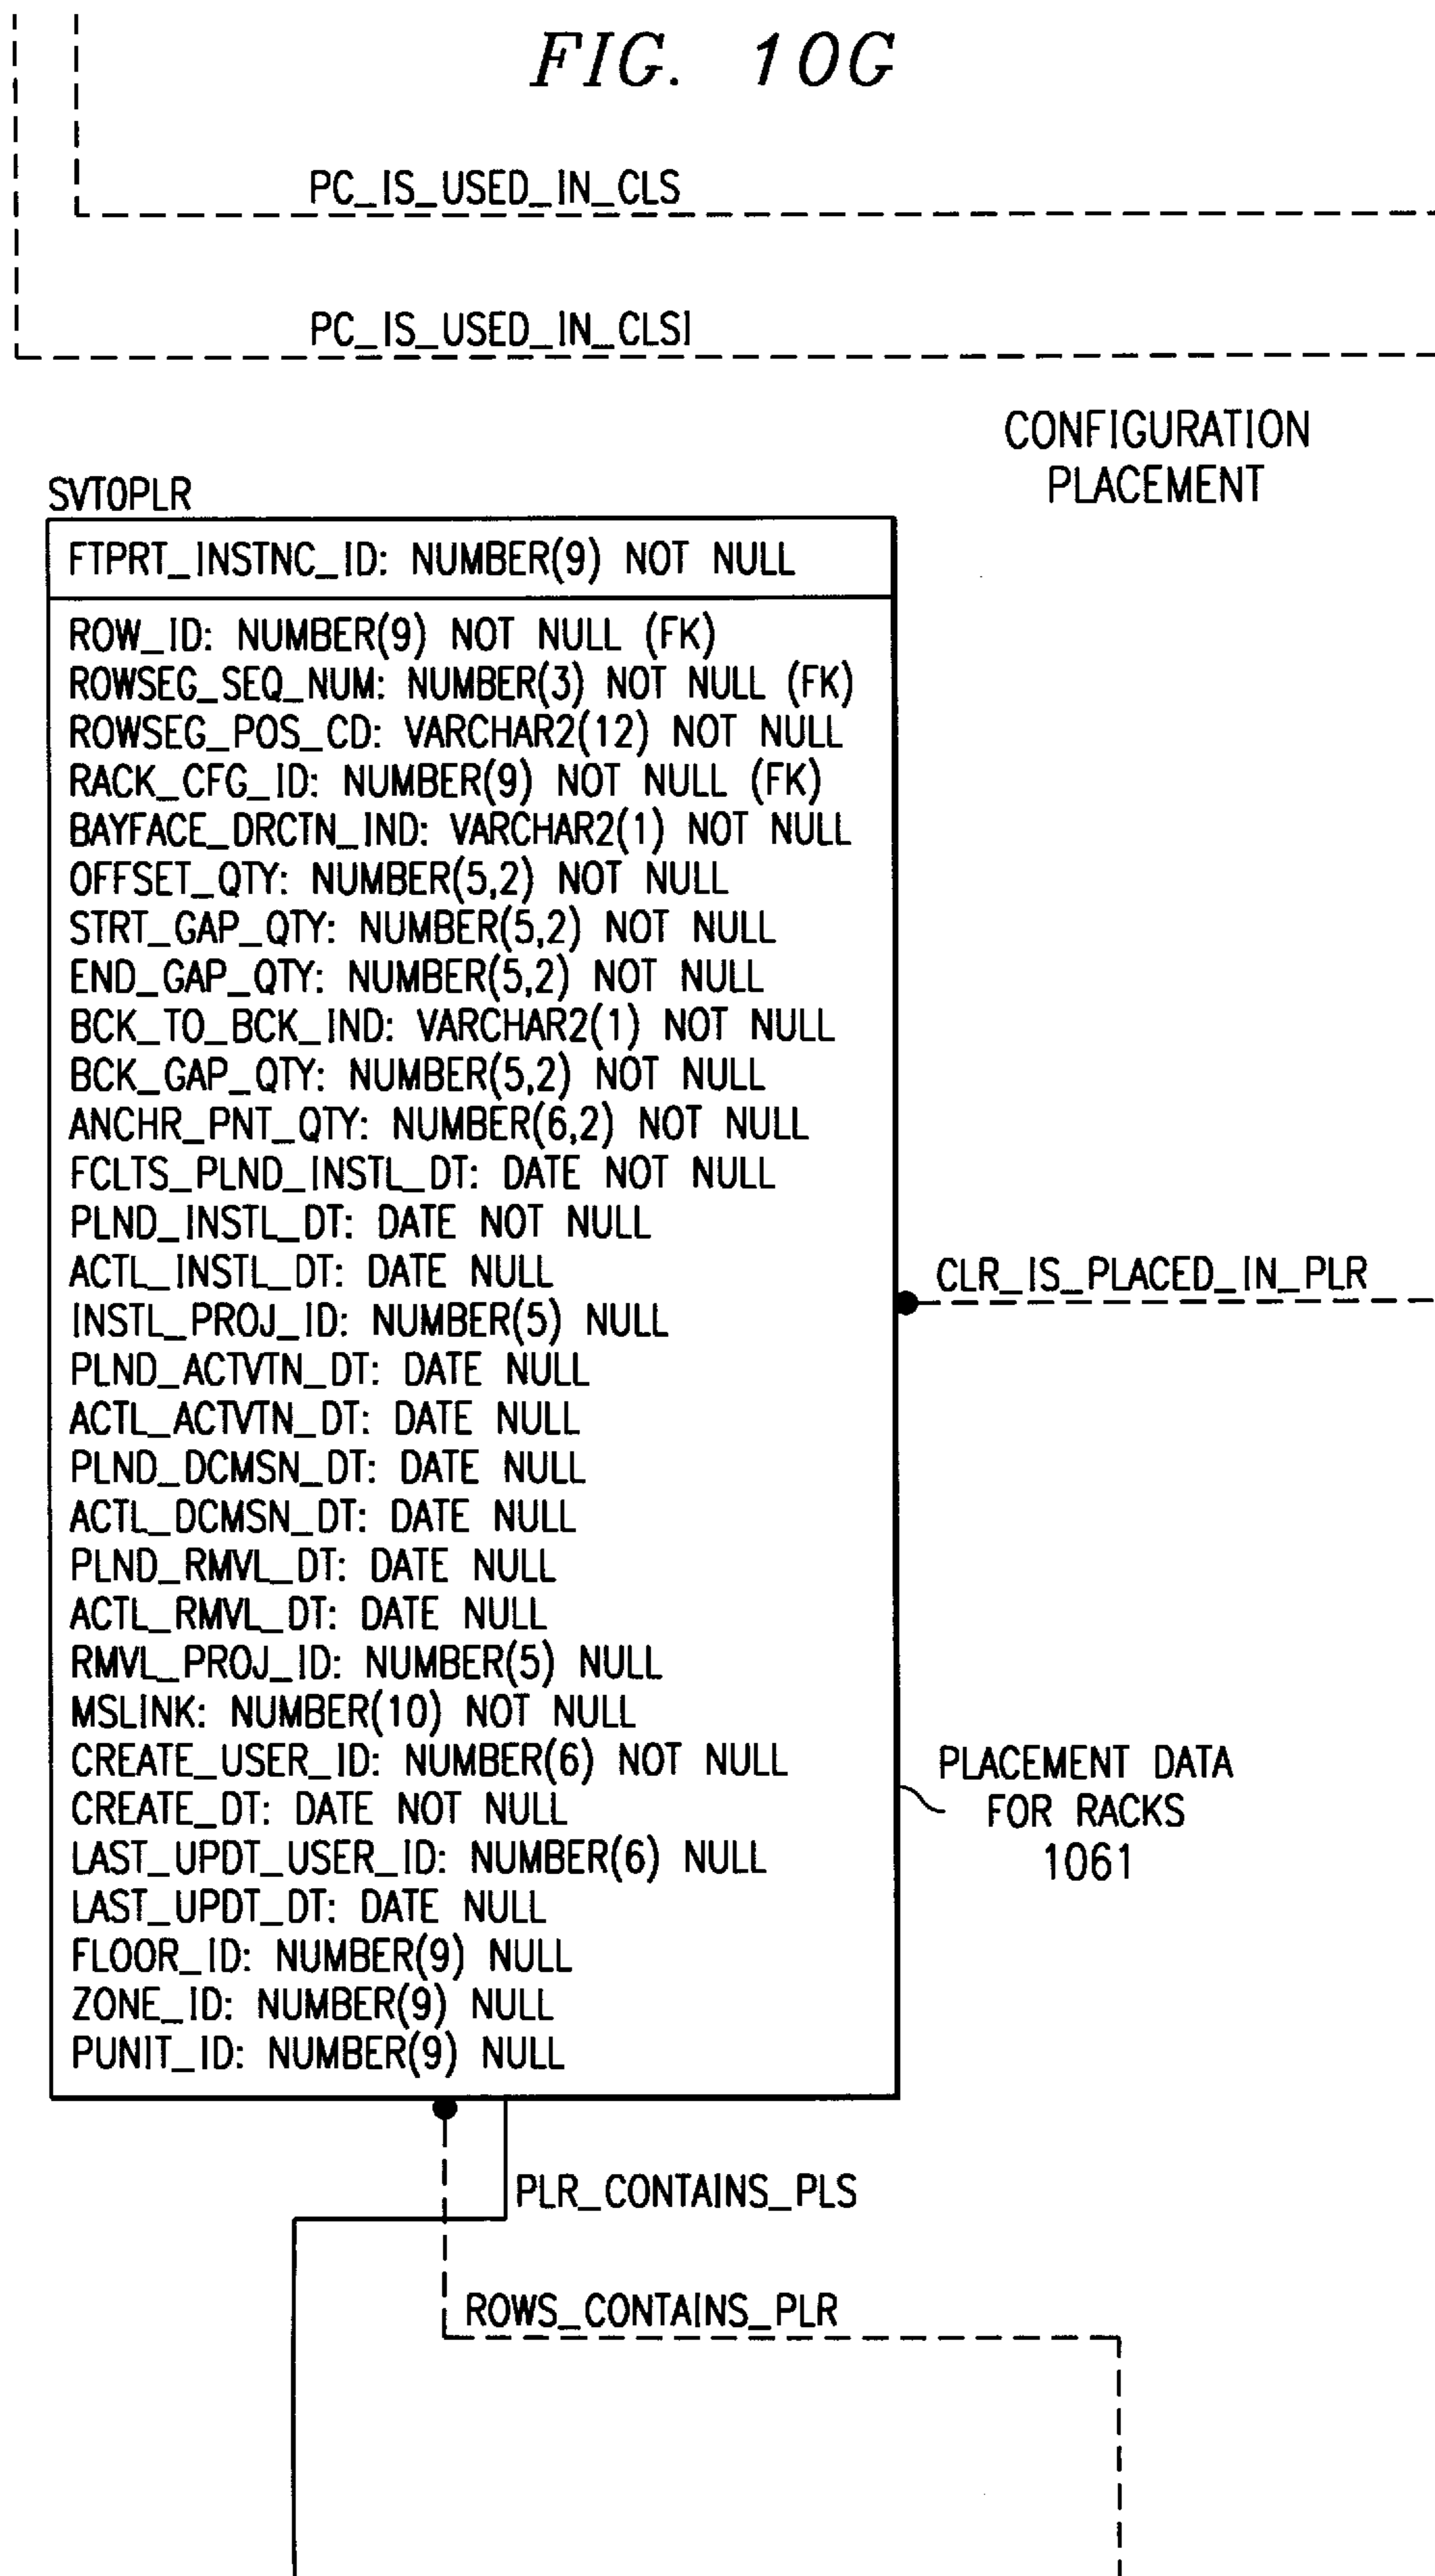 FIG. 10G
PC_IS_USED_IN_CLS
PC_IS_USED_IN_CLSI
CONFIGURATION
PLACEMENT
SVTOPLR
FTPRT_INSTNC_ID: NUMBER(9) NOT NULL
ROW_ID: NUMBER(9) NOT NULL (FK)
ROWSEG_SEQ_NUM: NUMBER(3) NOT NULL (FK)
ROWSEG_POS_CD: VARCHAR2(12) NOT NULL
RACK_CFG_ID: NUMBER(9) NOT NULL (FK)
BAYFACE_DRCTN_IND: VARCHAR2(1) NOT NULL
OFFSET_QTY: NUMBER(5,2) NOT NULL
STRT_GAP_QTY: NUMBER(5,2) NOT NULL
END_GAP_QTY: NUMBER(5,2) NOT NULL
BCK_TO_BCK_IND: VARCHAR2(1) NOT NULL
BCK_GAP_QTY: NUMBER(5,2) NOT NULL
ANCHR_PNT_QTY: NUMBER(6,2) NOT NULL
FCLTS_PLND_INSTL_DT: DATE NOT NULL
PLND_INSTL_DT: DATE NOT NULL
ACTL_INSTL_DT: DATE NULL
INSTL_PROJ_ID: NUMBER(5) NULL
PLND_ACTVTN_DT: DATE NULL
ACTL_ACTVTN_DT: DATE NULL
PLND_DCMSN_DT: DATE NULL
ACTL_DCMSN_DT: DATE NULL
PLND_RMVL_DT: DATE NULL
ACTL_RMVL_DT: DATE NULL
RMVL_PROJ_ID: NUMBER(5) NULL
MSLINK: NUMBER(10) NOT NULL
CREATE_USER_ID: NUMBER(6) NOT NULL
CREATE_DT: DATE NOT NULL
LAST_UPDT_USER_ID: NUMBER(6) NULL
LAST_UPDT_DT: DATE NULL
FLOOR_ID: NUMBER(9) NULL
ZONE_ID: NUMBER(9) NULL
PUNIT_ID: NUMBER(9) NULL
CLR_IS_PLACED_IN_PLR
PLACEMENT DATA
FOR RACKS
1061
PLR_CONTAINS_PLS
ROWS_CONTAINS_PLR